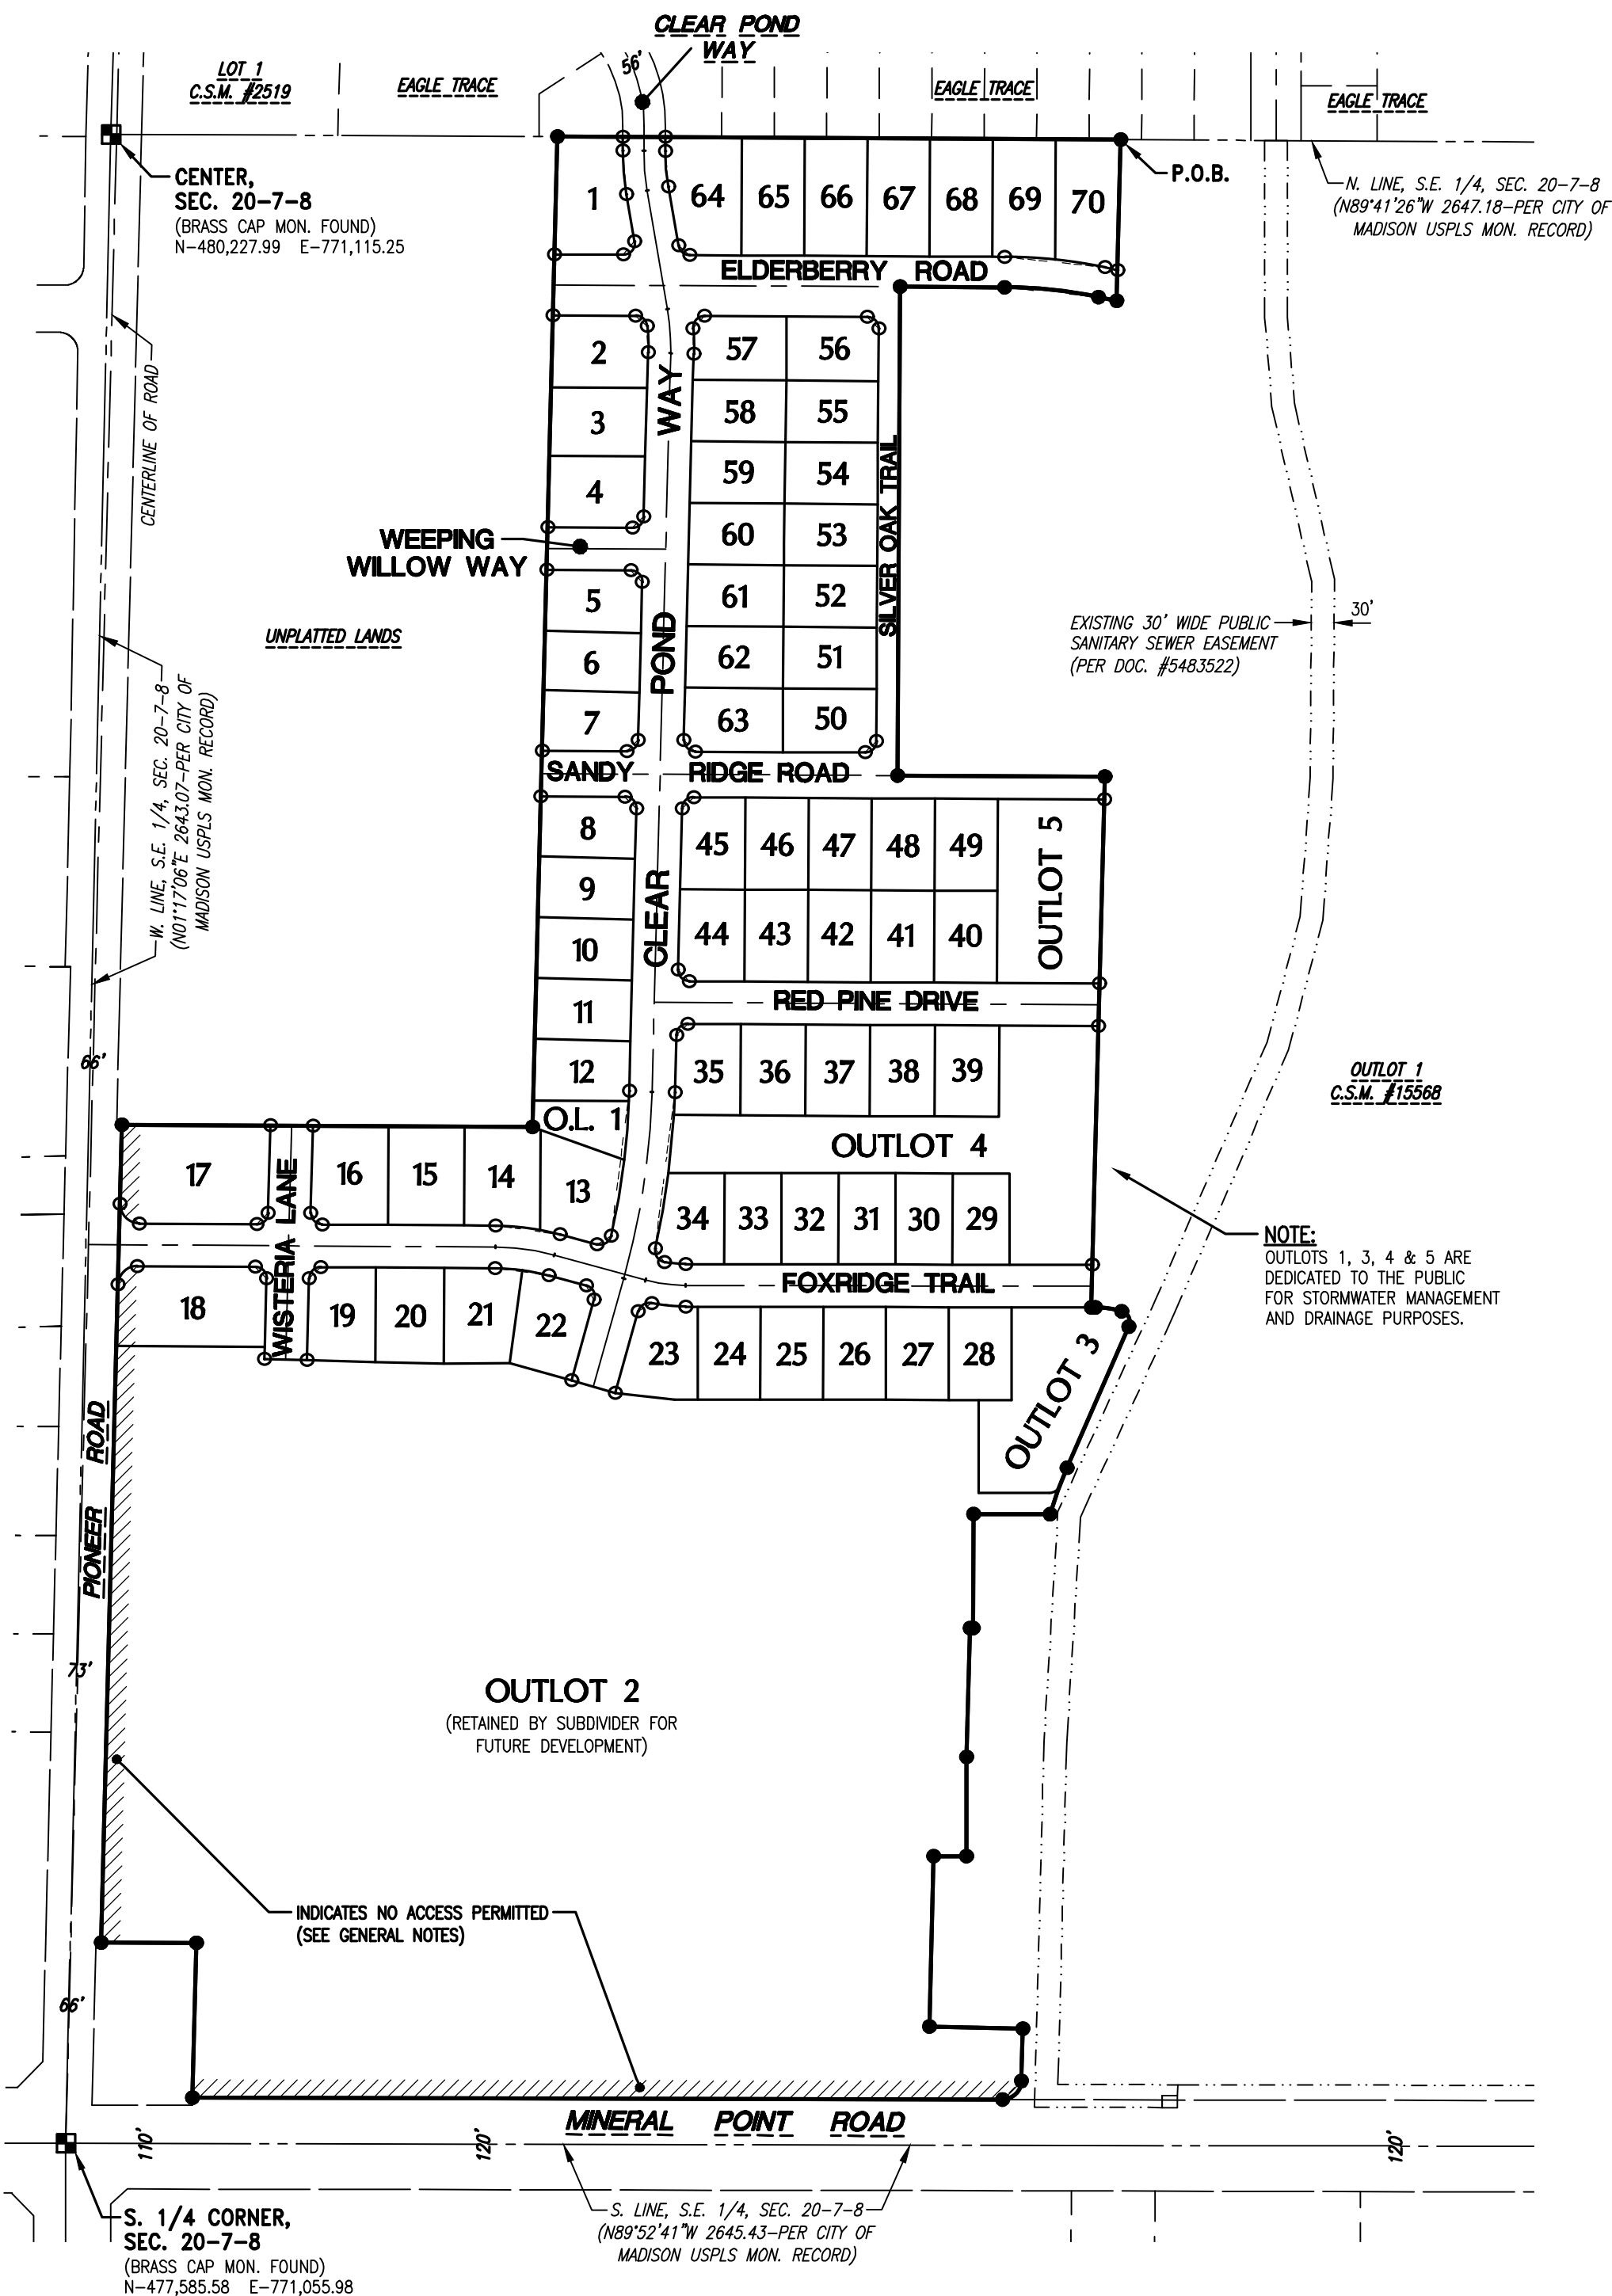 CLEAR POND
WAY
56'
LOT 1
C.S.M. #2519
EAGLE TRACE
EAGLE TRACE
EAGLE TRACE
CENTER,
SEC. 20-7-8
(BRASS CAP MON. FOUND)
N-480,227.99 E-771,115.25
P.O.B.
N. LINE, S.E. 1/4, SEC. 20-7-8
(N89°41'26"W 2647.18-PER CITY OF
MADISON USPLS MON. RECORD)
1
64
65
66
67
68
69
70
ELDERBERRY ROAD
CENTERLINE OF ROAD
2
57
56
3
58
55
4
59
54
60
53
5
61
52
6
62
51
7
63
50
CLEAR POND WAY
SILVER OAK TRAIL
WEEPING
WILLOW WAY
UNPLATTED LANDS
EXISTING 30' WIDE PUBLIC
SANITARY SEWER EASEMENT
(PER DOC. #5483522)
30'
W. LINE, S.E. 1/4, SEC. 20-7-8
(N01°17'06"E 2643.07-PER CITY OF
MADISON USPLS MON. RECORD)
SANDY RIDGE ROAD
8
45
46
47
48
49
OUTLOT 5
9
10
44
43
42
41
40
11
RED PINE DRIVE
12
35
36
37
38
39
66'
OUTLOT 1
C.S.M. #15568
O.L. 1
OUTLOT 4
17
WISTERIA LANE
16
15
14
13
34
33
32
31
30
29
NOTE:
OUTLOTS 1, 3, 4 & 5 ARE
DEDICATED TO THE PUBLIC
FOR STORMWATER MANAGEMENT
AND DRAINAGE PURPOSES.
FOXRIDGE TRAIL
18
19
20
21
22
23
24
25
26
27
28
OUTLOT 3
PIONEER ROAD
73'
OUTLOT 2
(RETAINED BY SUBDIVIDER FOR
FUTURE DEVELOPMENT)
INDICATES NO ACCESS PERMITTED
(SEE GENERAL NOTES)
66'
MINERAL POINT ROAD
110'
120'
120'
S. 1/4 CORNER,
SEC. 20-7-8
(BRASS CAP MON. FOUND)
N-477,585.58 E-771,055.98
S. LINE, S.E. 1/4, SEC. 20-7-8
(N89°52'41"W 2645.43-PER CITY OF
MADISON USPLS MON. RECORD)